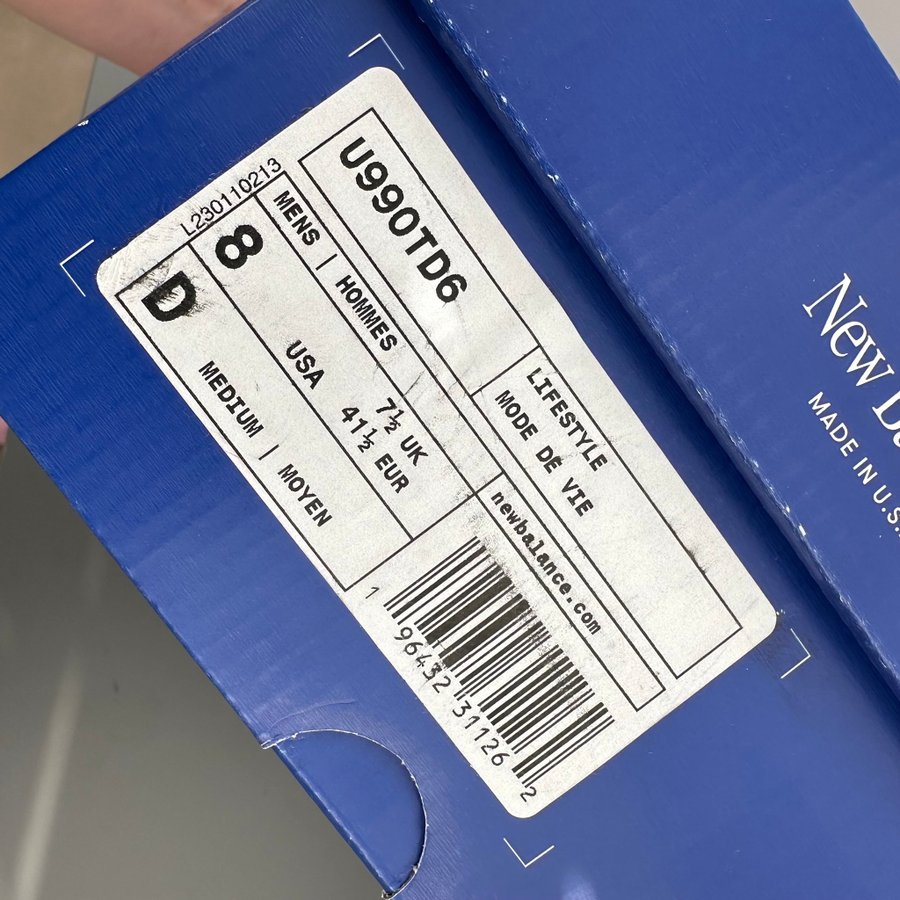 L230110213
U990TD6
LIFESTYLE
MODE DE VIE
MENS | HOMMES
8
USA
7½ UK
41½ EUR
D
MEDIUM | MOYEN
newbalance.com
1 96432 31126 2
New
MADE IN U.S.